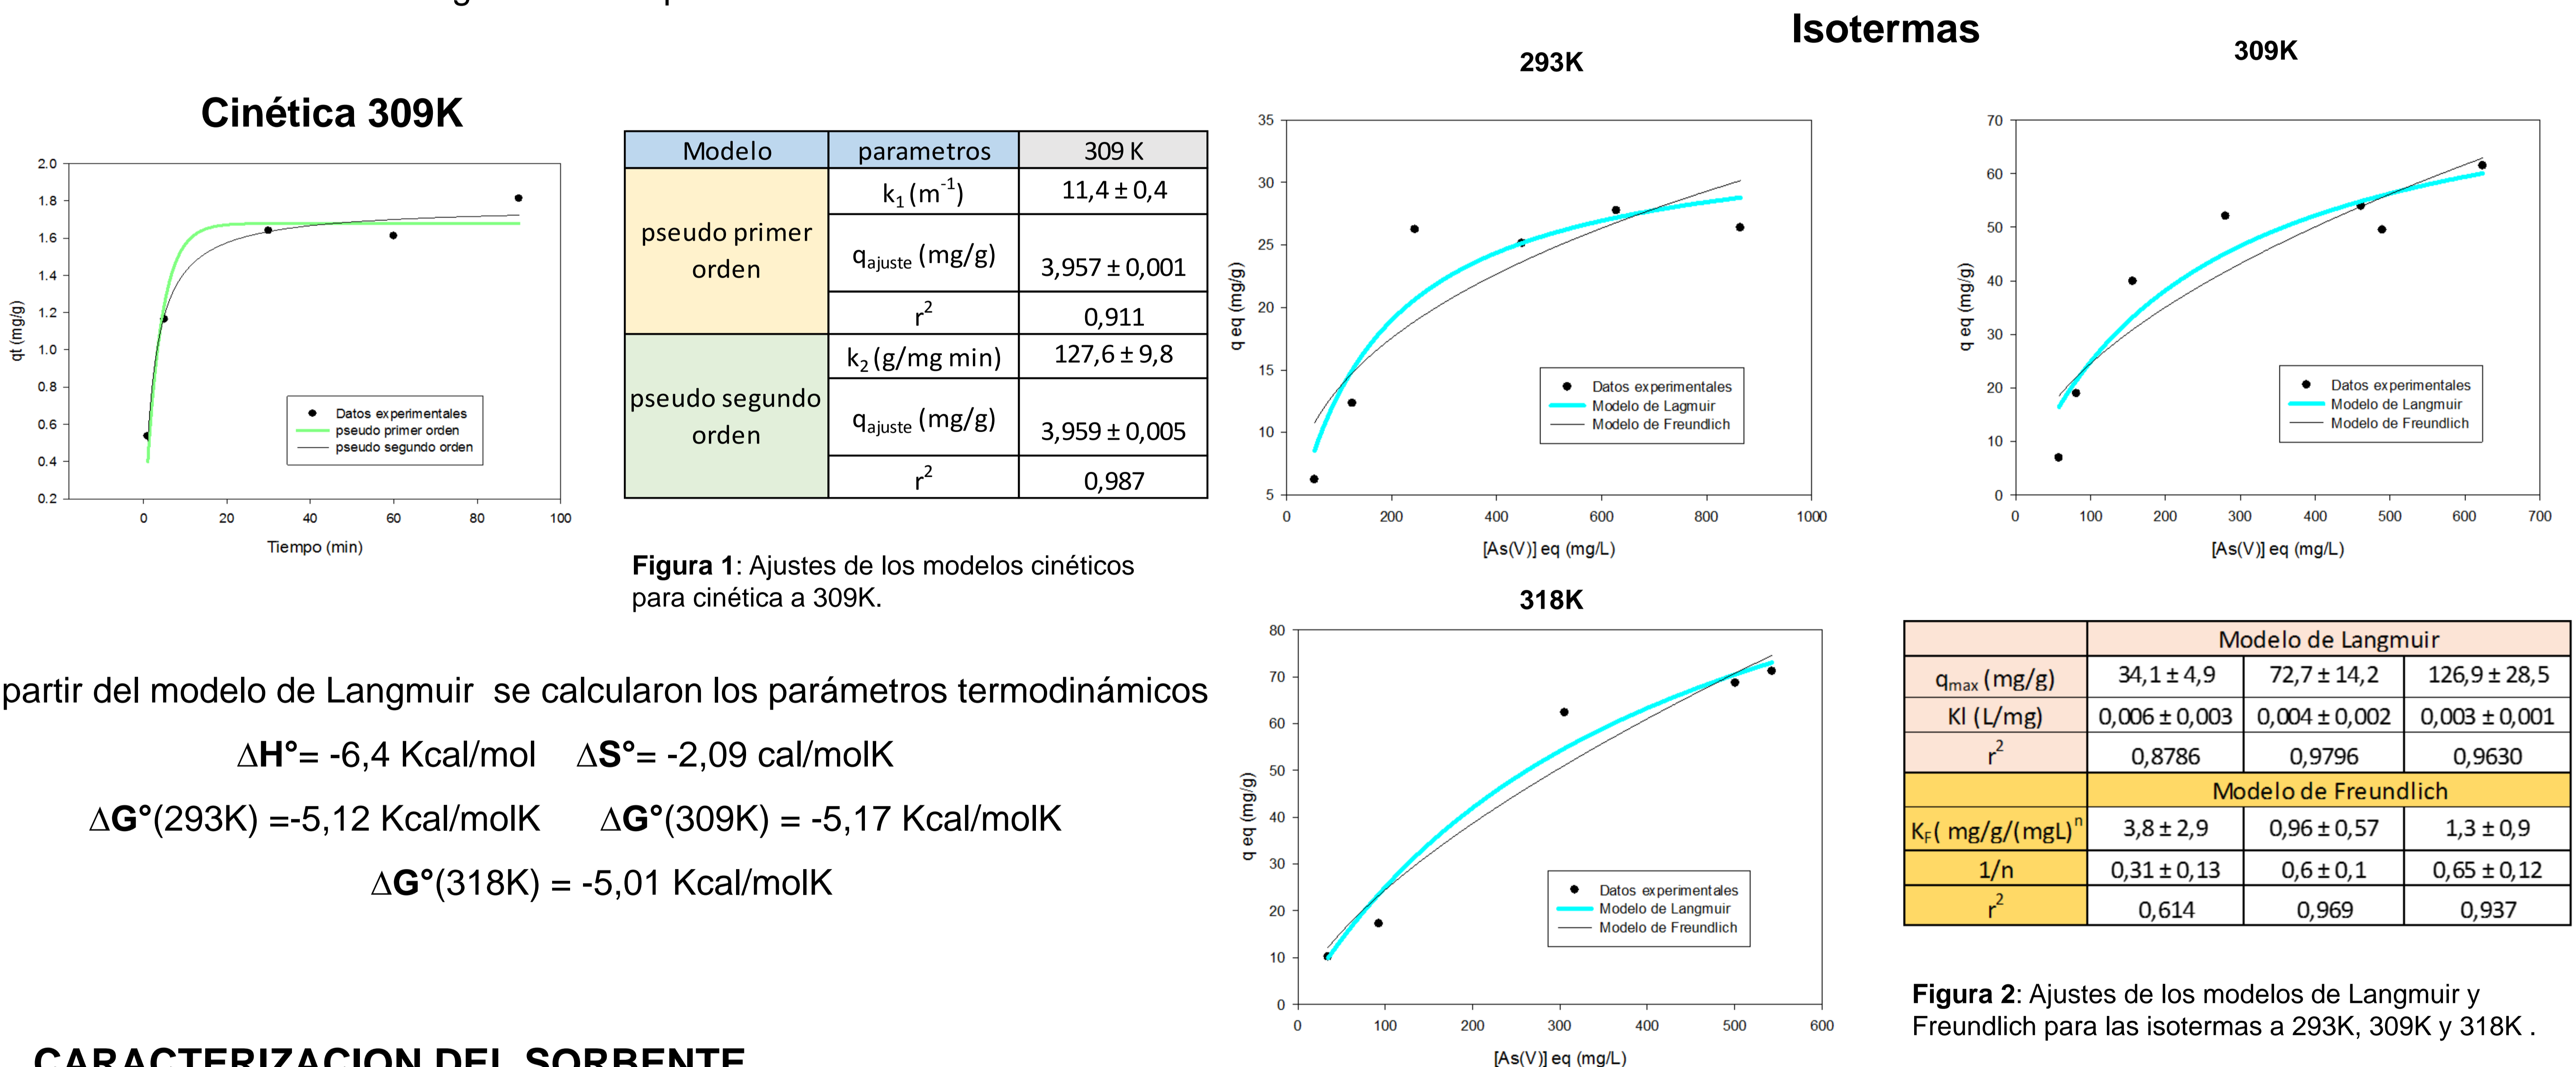 Isotermas
Cinética 309K
2.0
1.8
1.6
1.4
1.2
1.0
0.8
0.6
0.4
0.2
0 20 40 60 80 100
qt (mg/g)
Tiempo (min)
Datos experimentales
pseudo primer orden
pseudo segundo orden
Modelo parametros 309 K
pseudo primer orden
k1 (m-1) 11,4 ± 0,4
qajuste (mg/g) 3,957 ± 0,001
r2 0,911
pseudo segundo orden
k2 (g/mg min) 127,6 ± 9,8
qajuste (mg/g) 3,959 ± 0,005
r2 0,987
Figura 1: Ajustes de los modelos cinéticos
para cinética a 309K.
partir del modelo de Langmuir se calcularon los parámetros termodinámicos
∆H°= -6,4 Kcal/mol ∆S°= -2,09 cal/molK
∆G°(293K) =-5,12 Kcal/molK ∆G°(309K) = -5,17 Kcal/molK
∆G°(318K) = -5,01 Kcal/molK
CARACTERIZACION DEL SORBENTE
293K
35
30
25
20
15
10
5
0 200 400 600 800 1000
q eq (mg/g)
[As(V)] eq (mg/L)
Datos experimentales
Modelo de Lagmuir
Modelo de Freundlich
309K
70
60
50
40
30
20
10
0
0 100 200 300 400 500 600 700
q eq (mg/g)
[As(V)] eq (mg/L)
Datos experimentales
Modelo de Langmuir
Modelo de Freundlich
318K
80
70
60
50
40
30
20
10
0
0 100 200 300 400 500 600
q eq (mg/g)
[As(V)] eq (mg/L)
Datos experimentales
Modelo de Langmuir
Modelo de Freundlich
Modelo de Langmuir
qmax (mg/g) 34,1 ± 4,9 72,7 ± 14,2 126,9 ± 28,5
Kl (L/mg) 0,006 ± 0,003 0,004 ± 0,002 0,003 ± 0,001
r2 0,8786 0,9796 0,9630
Modelo de Freundlich
KF( mg/g/(mgL)n 3,8 ± 2,9 0,96 ± 0,57 1,3 ± 0,9
1/n 0,31 ± 0,13 0,6 ± 0,1 0,65 ± 0,12
r2 0,614 0,969 0,937
Figura 2: Ajustes de los modelos de Langmuir y
Freundlich para las isotermas a 293K, 309K y 318K .